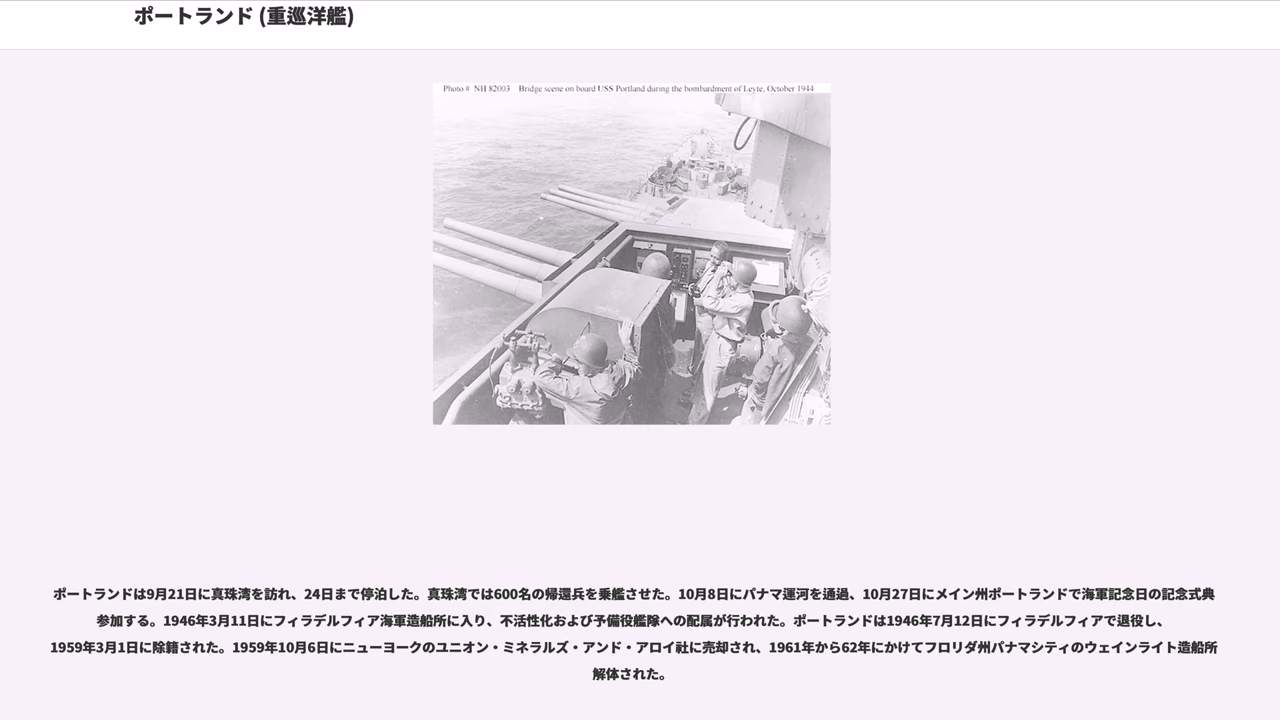 ポートランド (重巡洋艦)
Photo # NH 82003 Bridge scene on board USS Portland during the bombardment of Leyte, October 1944
ポートランドは9月21日に真珠湾を訪れ、24日まで停泊した。真珠湾では600名の帰還兵を乗艦させた。10月8日にパナマ運河を通過、10月27日にメイン州ポートランドで海軍記念日の記念式典
参加する。1946年3月11日にフィラデルフィア海軍造船所に入り、不活性化および予備役艦隊への配属が行われた。ポートランドは1946年7月12日にフィラデルフィアで退役し、
1959年3月1日に除籍された。1959年10月6日にニューヨークのユニオン・ミネラルズ・アンド・アロイ社に売却され、1961年から62年にかけてフロリダ州パナマシティのウェインライト造船所
解体された。